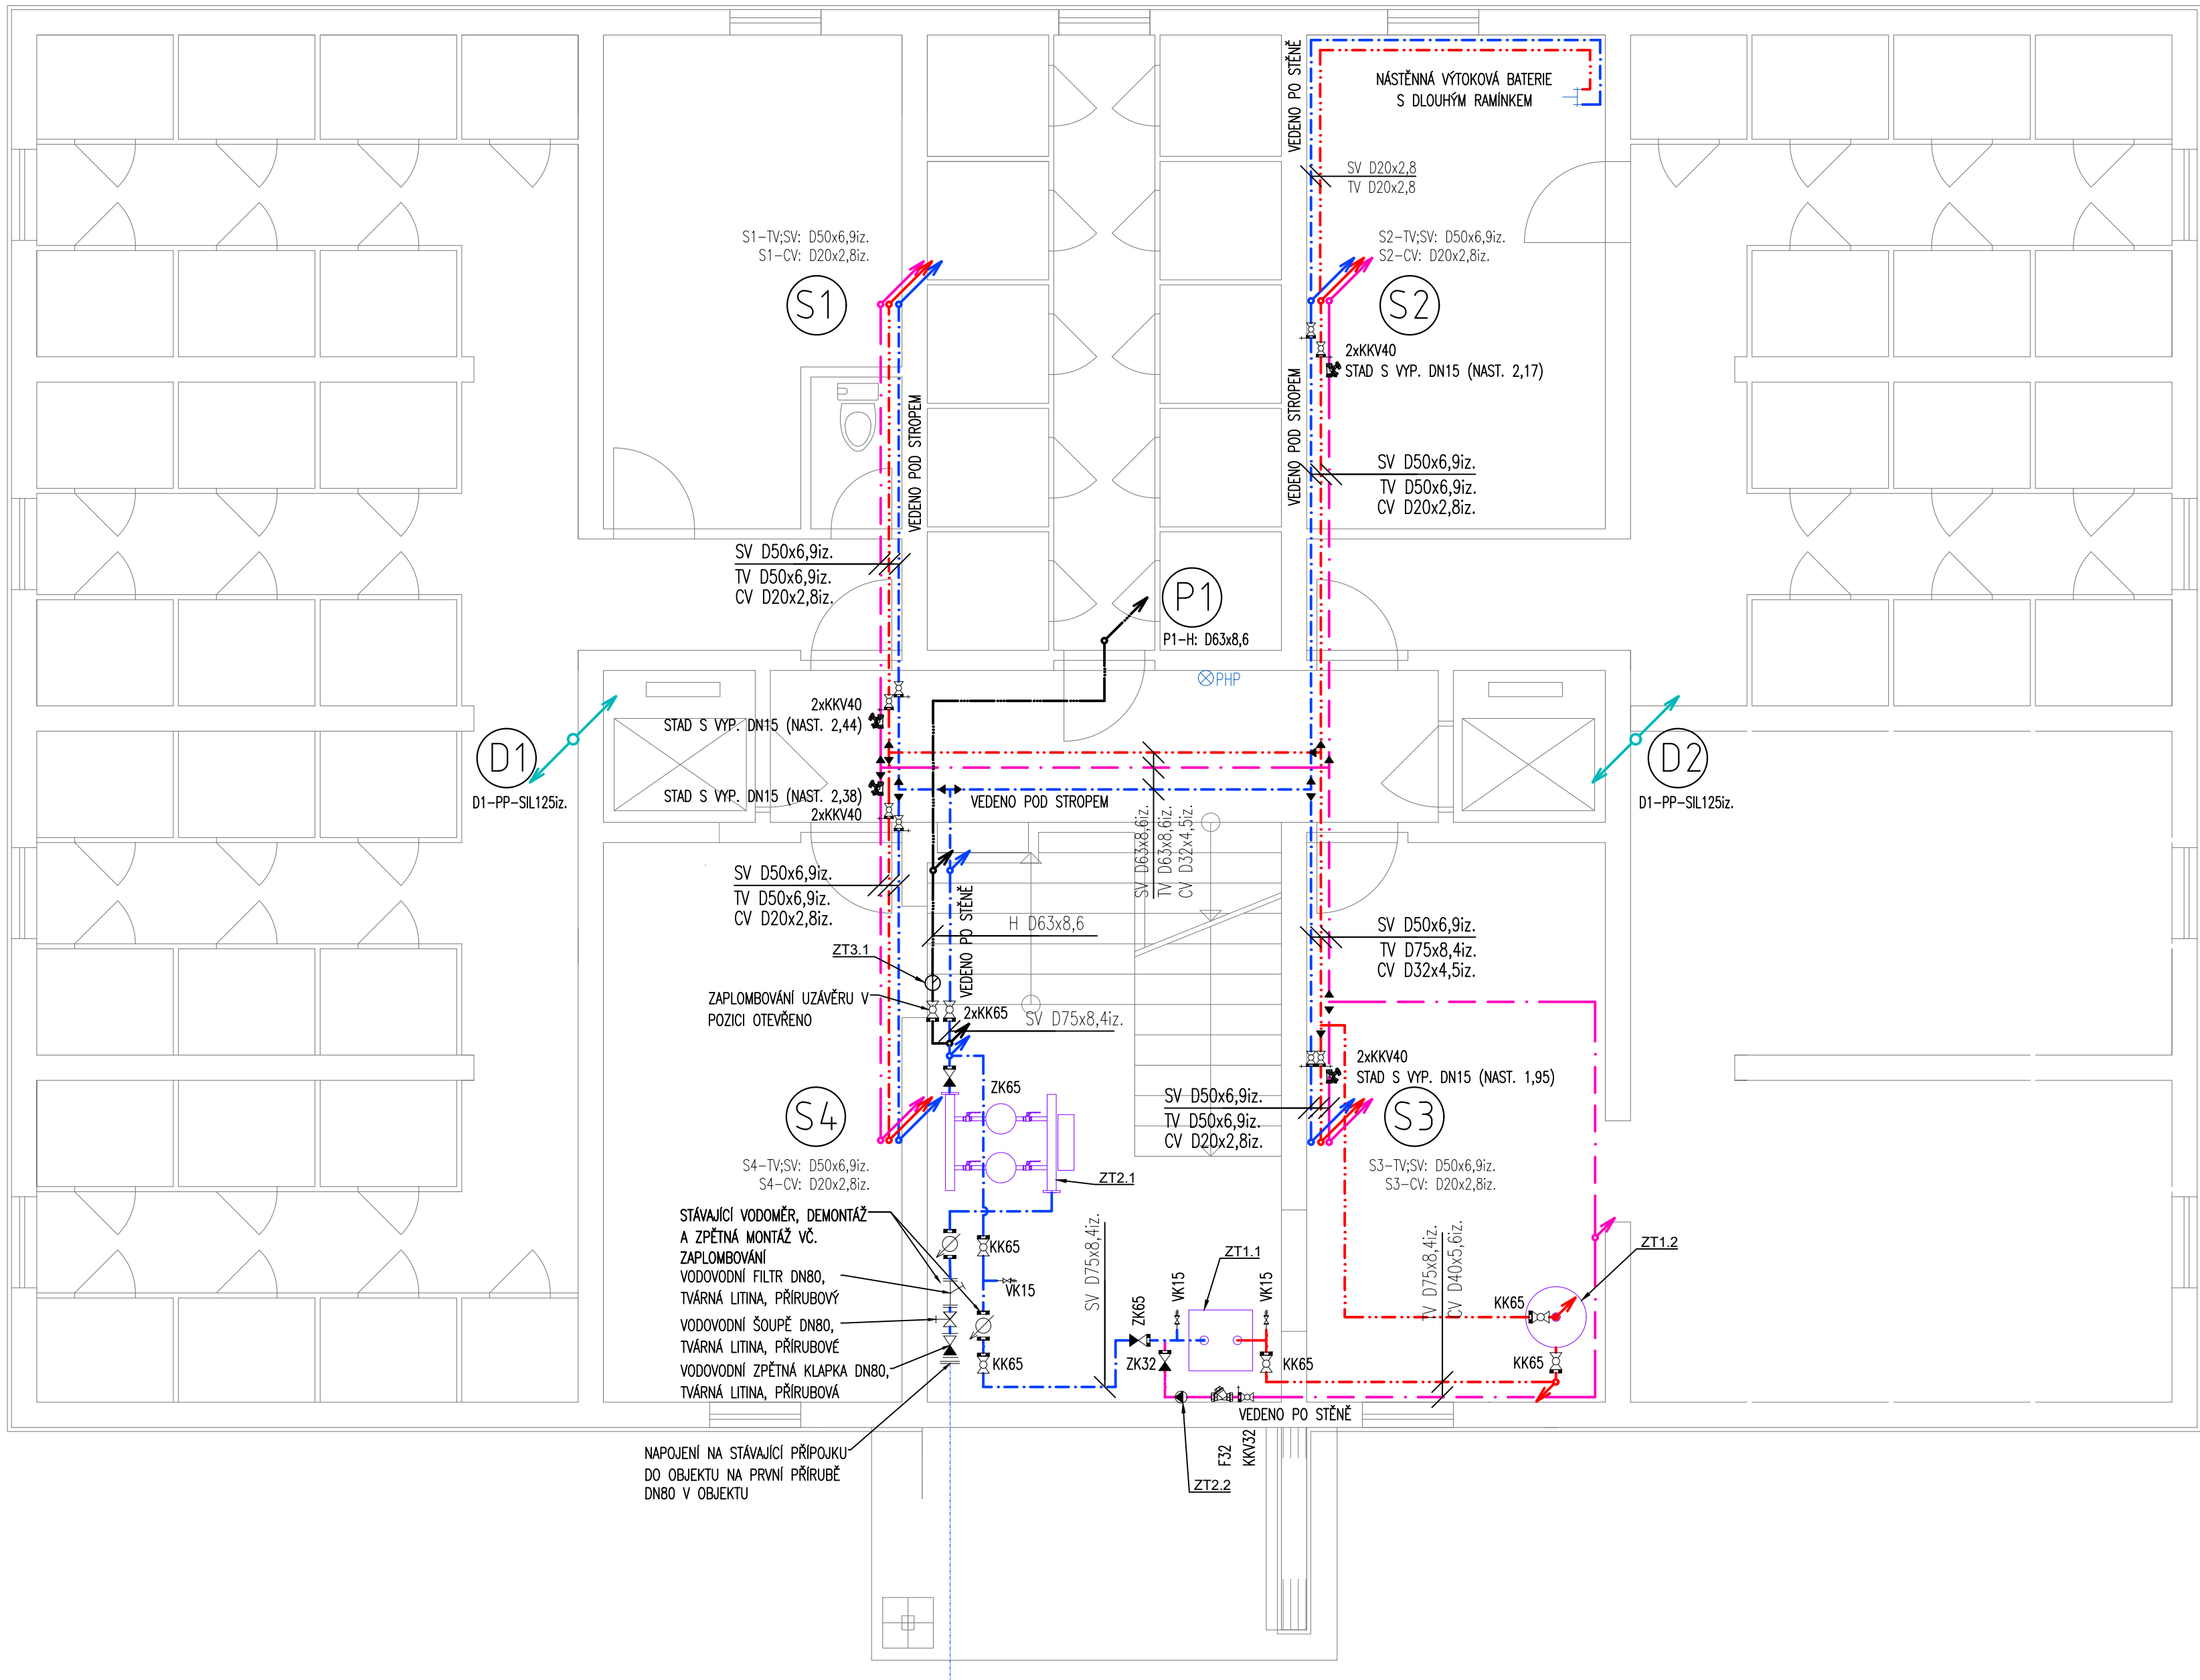 VEDENO PO STĚNĚ
NÁSTĚNNÁ VÝTOKOVÁ BATERIE
S DLOUHÝM RAMÍNKEM
SV D20x2,8
TV D20x2,8
S1-TV;SV: D50x6,9iz.
S1-CV: D20x2,8iz.
S1
S2-TV;SV: D50x6,9iz.
S2-CV: D20x2,8iz.
S2
2xKKV40
STAD S VYP. DN15 (NAST. 2,17)
VEDENO POD STROPEM
VEDENO POD STROPEM
SV D50x6,9iz.
TV D50x6,9iz.
CV D20x2,8iz.
SV D50x6,9iz.
TV D50x6,9iz.
CV D20x2,8iz.
P1
P1-H: D63x8,6
PHP
2xKKV40
STAD S VYP. DN15 (NAST. 2,44)
D1
D1-PP-SIL125iz.
D2
D1-PP-SIL125iz.
STAD S VYP. DN15 (NAST. 2,38)
2xKKV40
VEDENO POD STROPEM
SV D63x8,6iz.
TV D63x8,6iz.
CV D32x4,5iz.
SV D50x6,9iz.
TV D50x6,9iz.
CV D20x2,8iz.
VEDENO PO STĚNĚ
H D63x8,6
SV D50x6,9iz.
TV D75x8,4iz.
CV D32x4,5iz.
ZT3.1
ZAPLOMBOVÁNÍ UZÁVĚRU V
POZICI OTEVŘENO
2xKK65
SV D75x8,4iz.
2xKKV40
STAD S VYP. DN15 (NAST. 1,95)
ZK65
SV D50x6,9iz.
TV D50x6,9iz.
CV D20x2,8iz.
S4
S4-TV;SV: D50x6,9iz.
S4-CV: D20x2,8iz.
S3
S3-TV;SV: D50x6,9iz.
S3-CV: D20x2,8iz.
ZT2.1
STÁVAJÍCÍ VODOMĚR, DEMONTÁŽ
A ZPĚTNÁ MONTÁŽ VČ.
ZAPLOMBOVÁNÍ
VODOVODNÍ FILTR DN80,
TVÁRNÁ LITINA, PŘÍRUBOVÝ
VODOVODNÍ ŠOUPĚ DN80,
TVÁRNÁ LITINA, PŘÍRUBOVÉ
VODOVODNÍ ZPĚTNÁ KLAPKA DN80,
TVÁRNÁ LITINA, PŘÍRUBOVÁ
KK65
VK15
KK65
SV D75x8,4iz.
ZK65
VK15
ZT1.1
VK15
ZK32
KK65
TV D75x8,4iz.
CV D40x5,6iz.
ZT1.2
KK65
KK65
VEDENO PO STĚNĚ
F32
KKV32
ZT2.2
NAPOJENÍ NA STÁVAJÍCÍ PŘÍPOJKU
DO OBJEKTU NA PRVNÍ PŘÍRUBĚ
DN80 V OBJEKTU